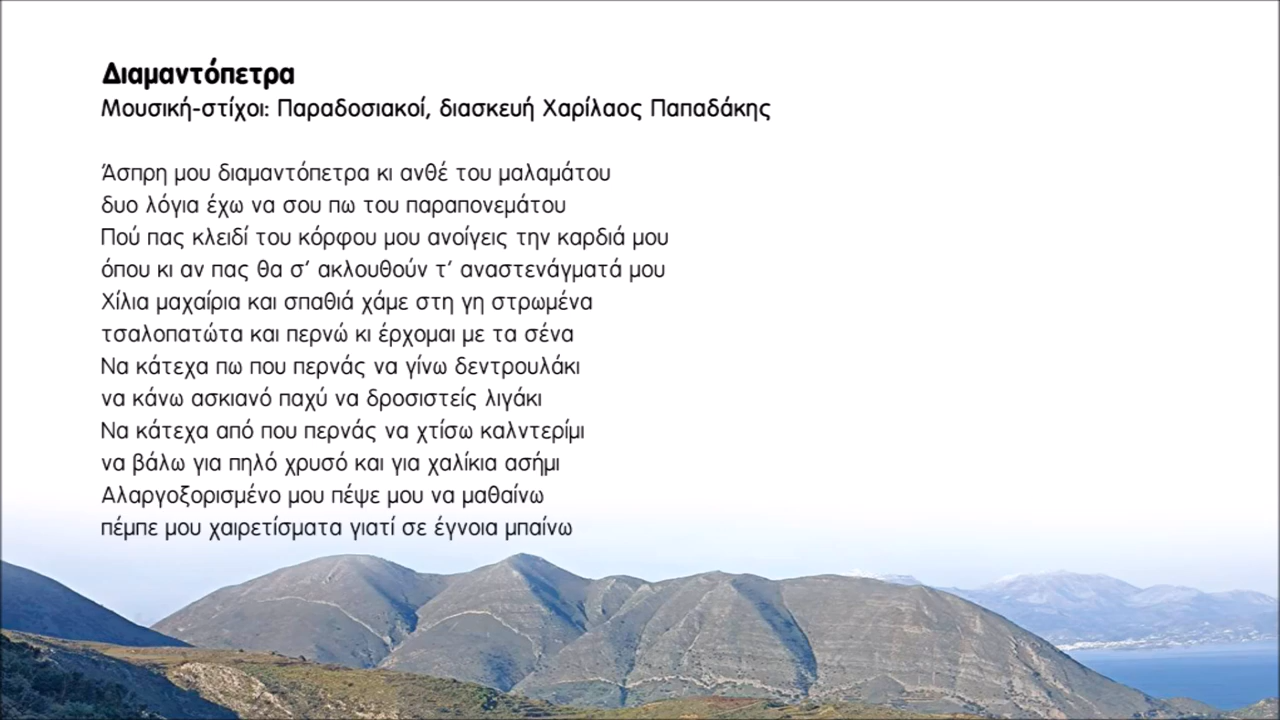 Διαμαντόπετρα
Μουσική-στίχοι: Παραδοσιακοί, διασκευή Χαρίλαος Παπαδάκης
Άσπρη μου διαμαντόπετρα κι ανθέ του μαλαμάτου
δυο λόγια έχω να σου πω του παραπονεμάτου
Πού πας κλειδί του κόρφου μου ανοίγεις την καρδιά μου
όπου κι αν πας θα σ’ ακλουθούν τ’ αναστενάγματά μου
Χίλια μαχαίρια και σπαθιά χάμε στη γη στρωμένα
τσαλοπατώτα και περνώ κι έρχομαι με τα σένα
Να κάτεχα πω που περνάς να γίνω δεντρουλάκι
να κάνω ασκιανό παχύ να δροσιστείς λιγάκι
Να κάτεχα από που περνάς να χτίσω καλντερίμι
να βάλω για πηλό χρυσό και για χαλίκια ασήμι
Αλαργοξορισμένο μου πέψε μου να μαθαίνω
πέμπε μου χαιρετίσματα γιατί σε έγνοια μπαίνω